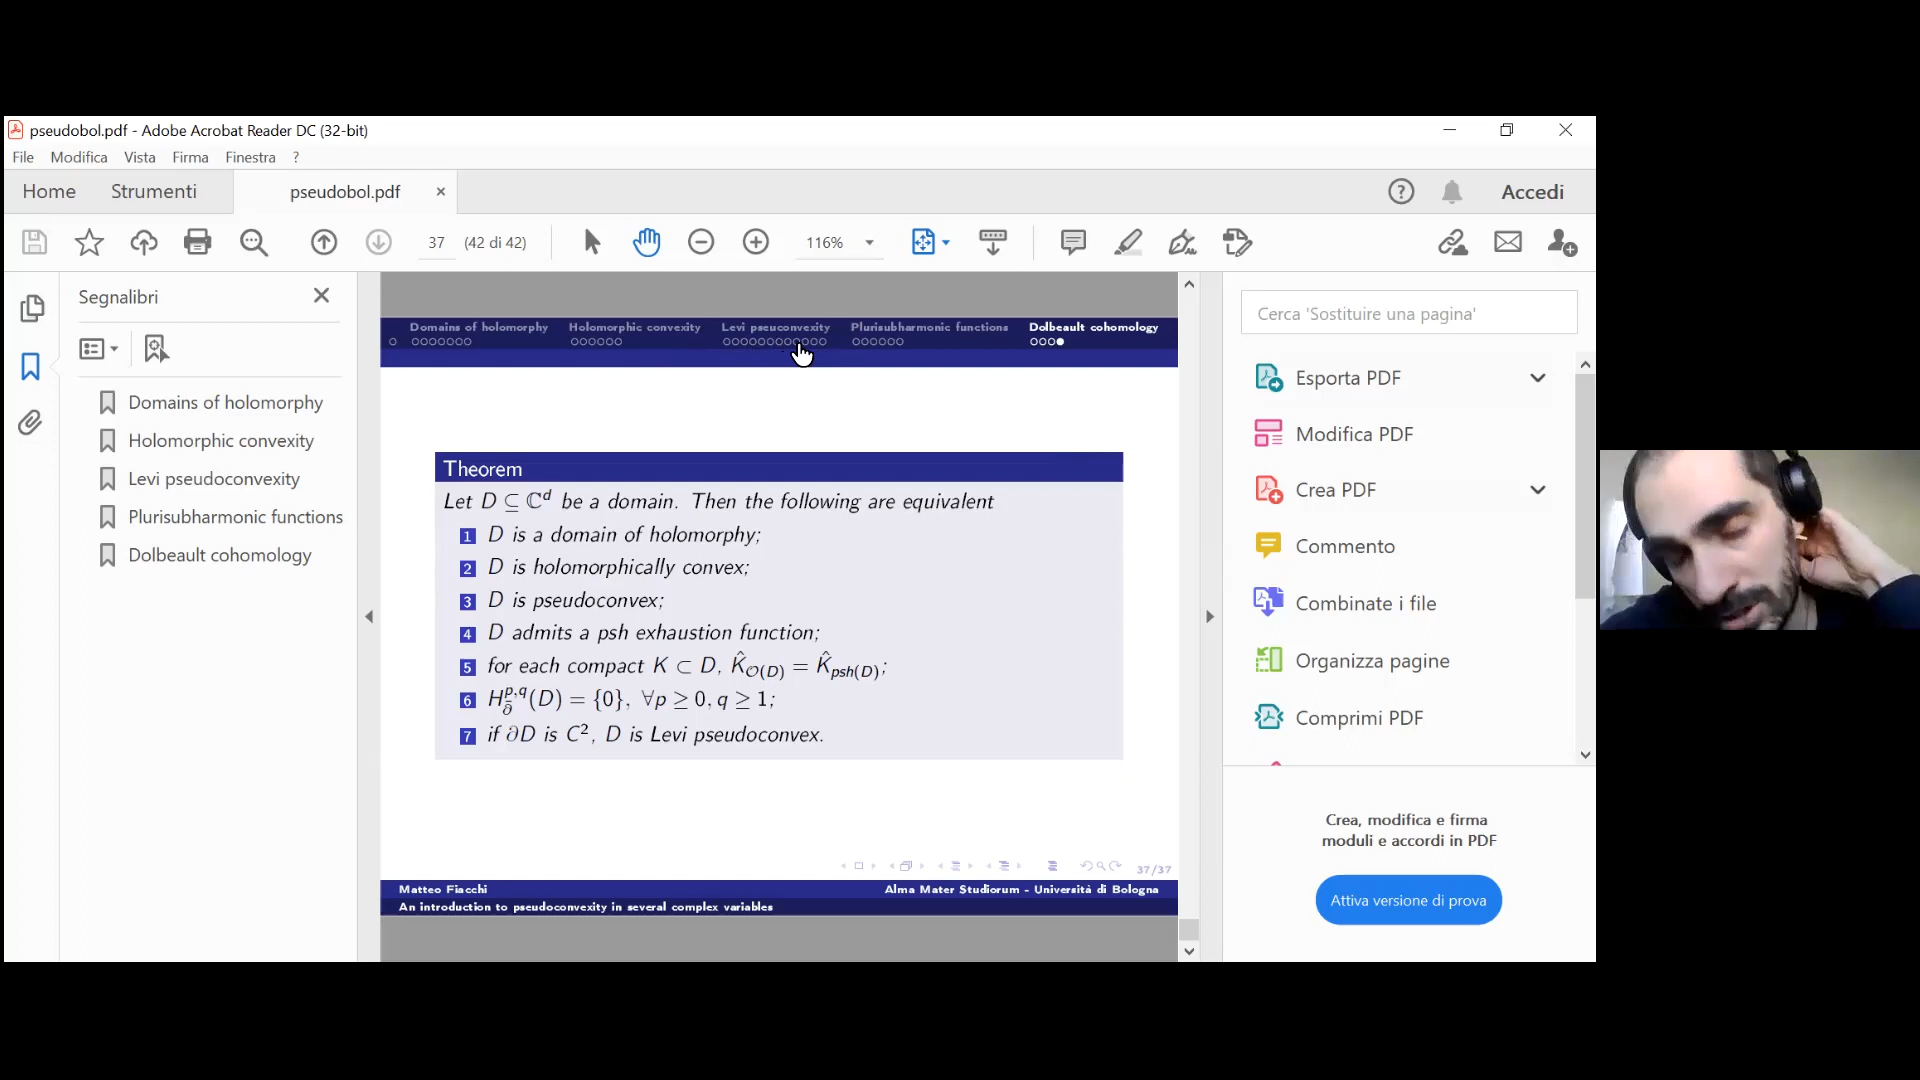 pseudobol.pdf - Adobe Acrobat Reader DC (32-bit)
File Modifica Vista Firma Finestra ?
Home Strumenti pseudobol.pdf × ? Accedi
37 (42 di 42) 116%
Segnalibri
Domains of holomorphy
Holomorphic convexity
Levi pseudoconvexity
Plurisubharmonic functions
Dolbeault cohomology
Domains of holomorphy Holomorphic convexity Levi pseuconvexity Plurisubharmonic functions Dolbeault cohomology
Theorem
Let D ⊆ ℂ^d be a domain. Then the following are equivalent
1 D is a domain of holomorphy;
2 D is holomorphically convex;
3 D is pseudoconvex;
4 D admits a psh exhaustion function;
5 for each compact K ⊂ D, K̂_{𝒪(D)} = K̂_{psh(D)};
6 H^{p,q}_{∂̄}(D) = {0}, ∀p ≥ 0, q ≥ 1;
7 if ∂D is C², D is Levi pseudoconvex.
37/37
Matteo Fiacchi Alma Mater Studiorum - Università di Bologna
An introduction to pseudoconvexity in several complex variables
Cerca 'Sostituire una pagina'
Esporta PDF
Modifica PDF
Crea PDF
Commento
Combinate i file
Organizza pagine
Comprimi PDF
Crea, modifica e firma
moduli e accordi in PDF
Attiva versione di prova